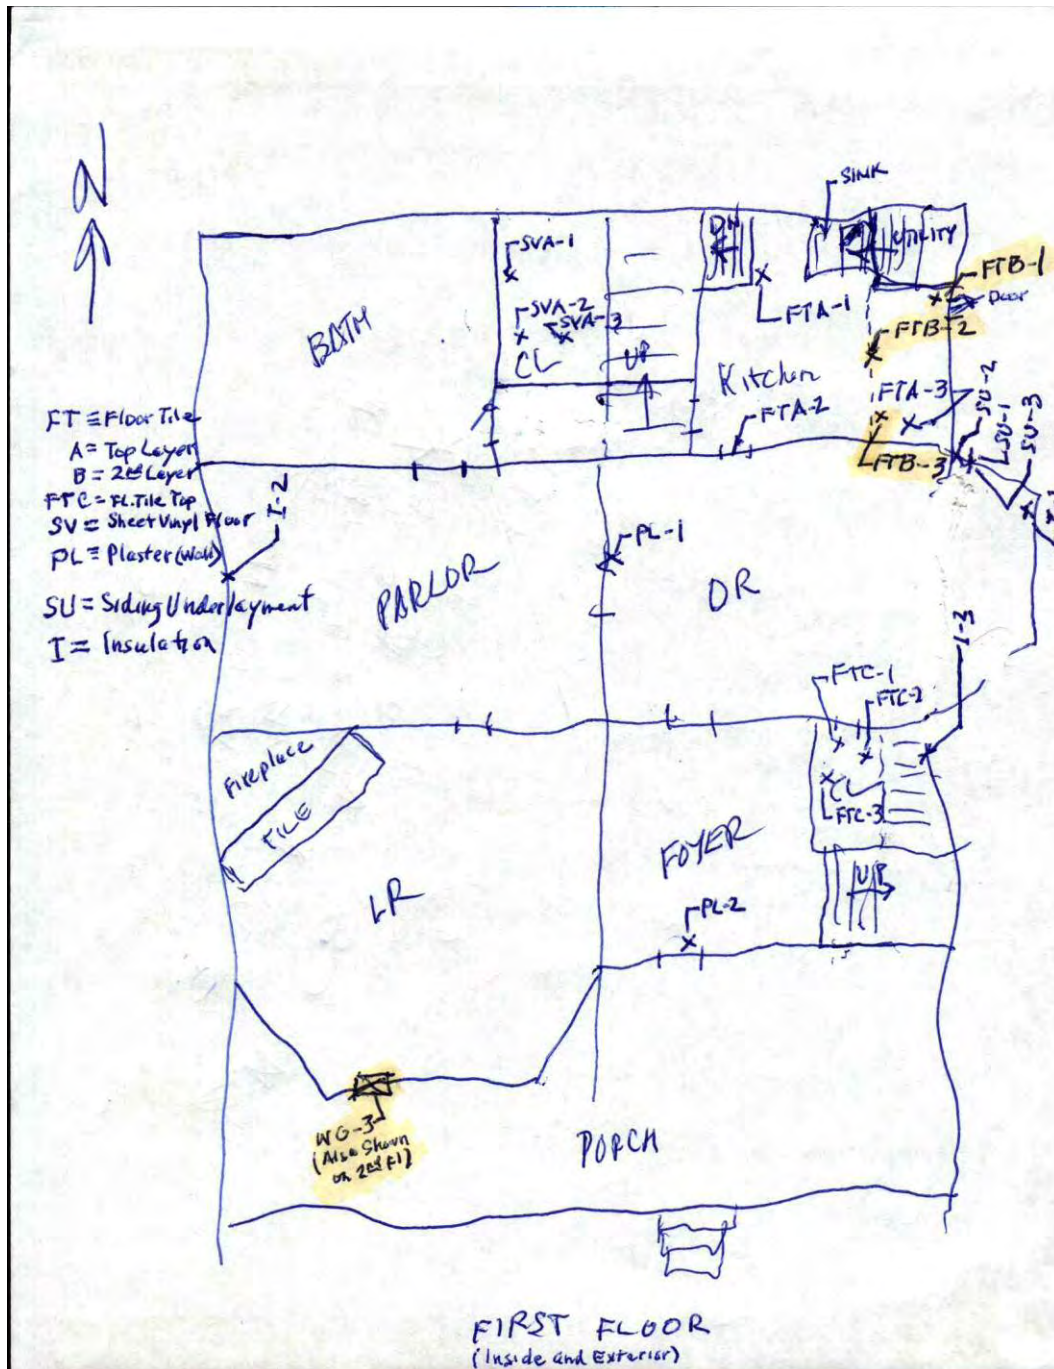 N
SINK
DN
UTILITY
SVA-1
FTB-1
Door
SVA-2
SVA-3
FTA-1
FTB-2
BATH
CL
UP
Kitchen
FTA-3
SU-2
SU-1
SU-3
FTA-2
FTB-3
FT ≡ Floor Tile
A = Top Layer
B = 2nd Layer
FTC = FL. Tile Top
SV = Sheet Vinyl Floor
PL ≡ Plaster (Wall)
SU = Siding Underlayment
I = Insulation
I-2
PL-1
PARLOR
DR
I-3
FTC-1
FTC-2
Fireplace
TILE
CL
FTC-3
FOYER
UP
LR
PL-2
WG-3
(Also Shown
on 2nd Fl)
PORCH
FIRST FLOOR
(Inside and Exterior)